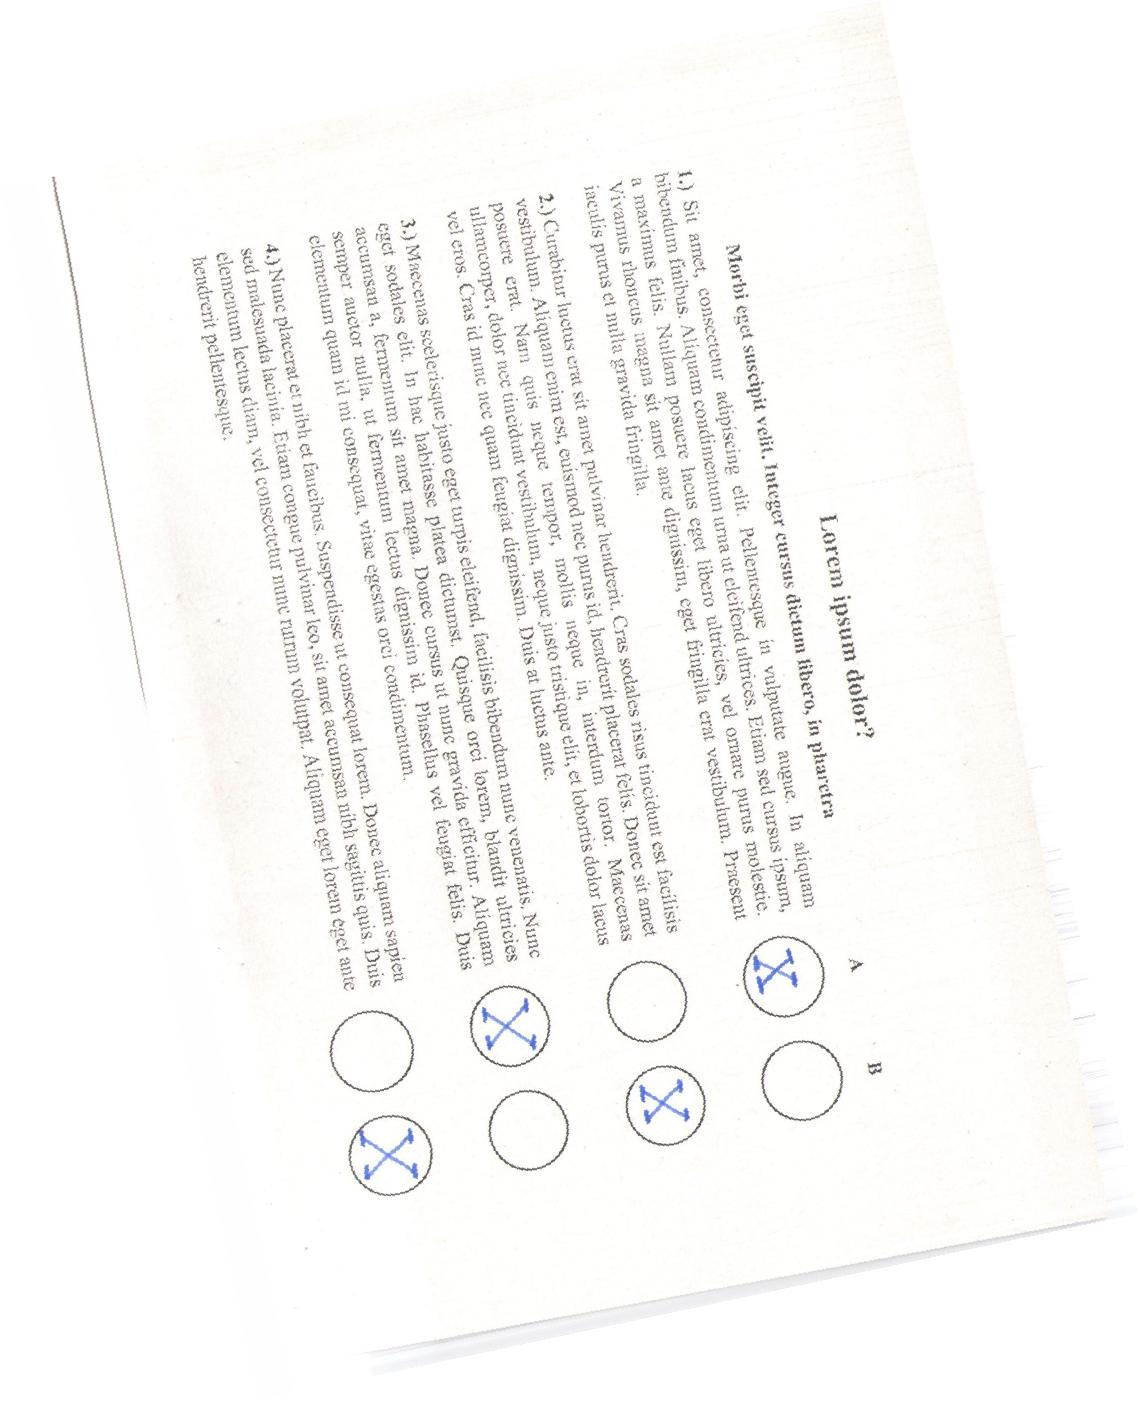 Lorem ipsum dolor?
Morbi eget suscipit velit. Integer cursus dictum libero, in pharetra
A B
1.) Sit amet, consectetur adipiscing elit. Pellentesque in vulputate augue. In aliquam
bibendum finibus. Aliquam condimentum urna ut eleifend ultrices. Etiam sed cursus ipsum,
a maximus felis. Nullam posuere lacus eget libero ultricies, vel ornare purus molestie.
Vivamus rhoncus magna sit amet ante dignissim, eget fringilla erat vestibulum. Praesent
iaculis purus et nulla gravida fringilla.
X
2.) Curabitur luctus erat sit amet pulvinar hendrerit. Cras sodales risus tincidunt est facilisis
vestibulum. Aliquam enim est, euismod nec purus id, hendrerit placerat felis. Donec sit amet
posuere erat. Nam quis neque tempor, mollis neque in, interdum tortor. Maecenas
ullamcorper, dolor nec tincidunt vestibulum, neque justo tristique elit, et lobortis dolor lacus
vel eros. Cras id nunc nec quam feugiat dignissim. Duis at luctus ante.
X
3.) Maecenas scelerisque justo eget turpis eleifend, facilisis bibendum nunc venenatis. Nunc
eget sodales elit. In hac habitasse platea dictumst. Quisque orci lorem, blandit ultricies
accumsan a, fermentum sit amet magna. Donec cursus ut nunc gravida efficitur. Aliquam
semper auctor nulla, ut fermentum lectus dignissim id. Phasellus vel feugiat felis. Duis
elementum quam id mi consequat, vitae egestas orci condimentum.
X
4.) Nunc placerat et nibh et faucibus. Suspendisse ut consequat lorem. Donec aliquam sapien
sed malesuada lacinia. Etiam congue pulvinar leo, sit amet accumsan nibh sagittis quis. Duis
elementum lectus diam, vel consectetur nunc rutrum volutpat. Aliquam eget lorem eget ante
hendrerit pellentesque.
X